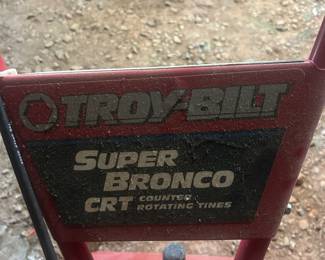 TROY-BILT
SUPER
BRONCO
CRT COUNTER
ROTATING TINES